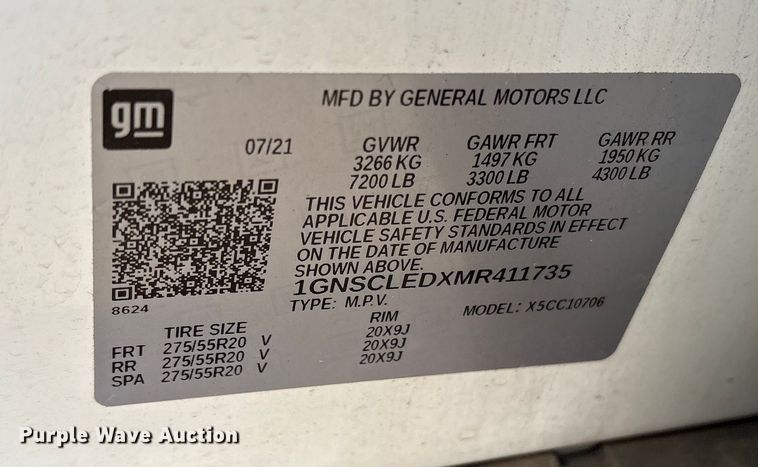 gm
MFD BY GENERAL MOTORS LLC
07/21 GVWR GAWR FRT GAWR RR
3266 KG 1497 KG 1950 KG
7200 LB 3300 LB 4300 LB
THIS VEHICLE CONFORMS TO ALL
APPLICABLE U.S. FEDERAL MOTOR
VEHICLE SAFETY STANDARDS IN EFFECT
ON THE DATE OF MANUFACTURE
SHOWN ABOVE.
1GNSCLEDXMR411735
TYPE: M.P.V. MODEL: X5CC10706
8624
TIRE SIZE RIM
FRT 275/55R20 V 20X9J
RR 275/55R20 V 20X9J
SPA 275/55R20 V 20X9J
Purple Wave Auction